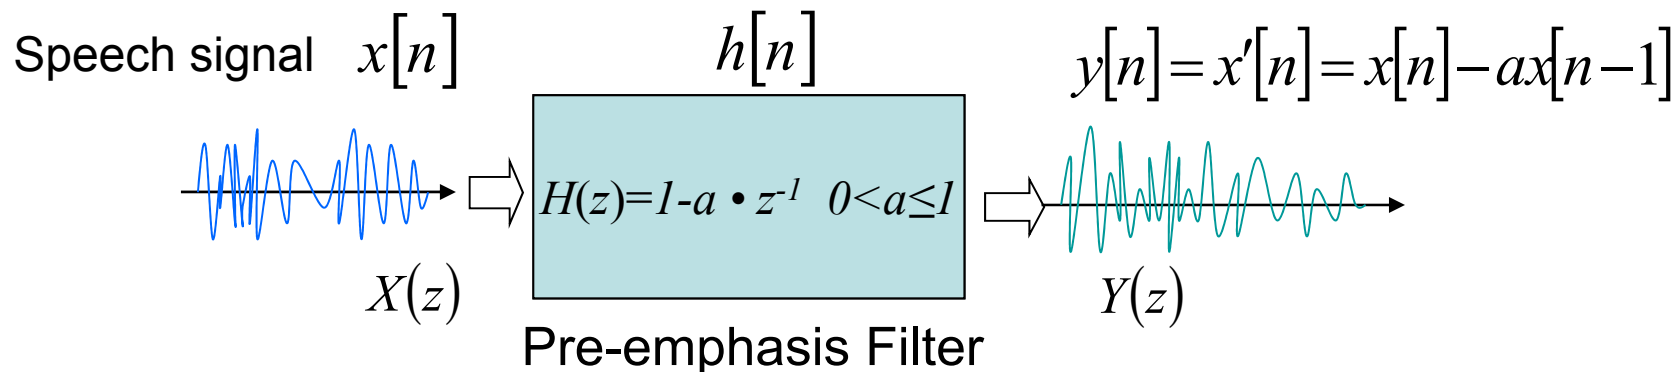 Speech signal x[n] h[n] y[n]=x′[n]=x[n]−ax[n−1]
H(z)=1-a • z⁻¹ 0<a≤1
X(z) Y(z)
Pre-emphasis Filter